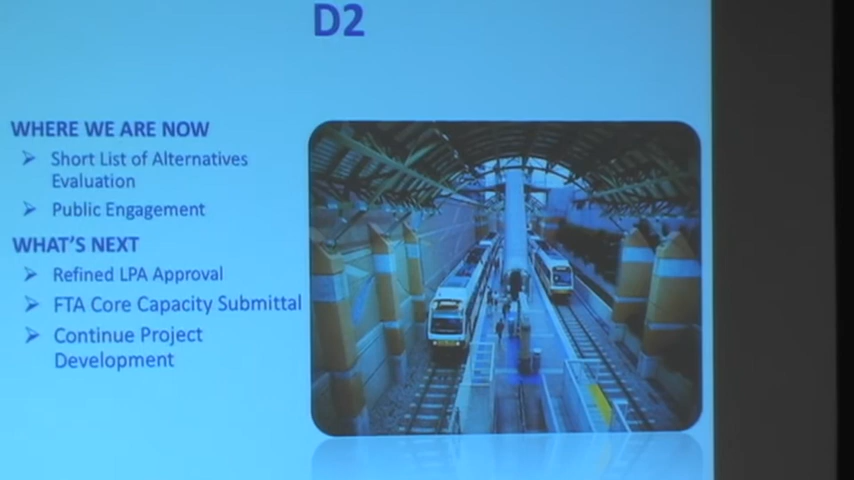 D2
WHERE WE ARE NOW
Short List of Alternatives
Evaluation
Public Engagement
WHAT'S NEXT
Refined LPA Approval
FTA Core Capacity Submittal
Continue Project
Development